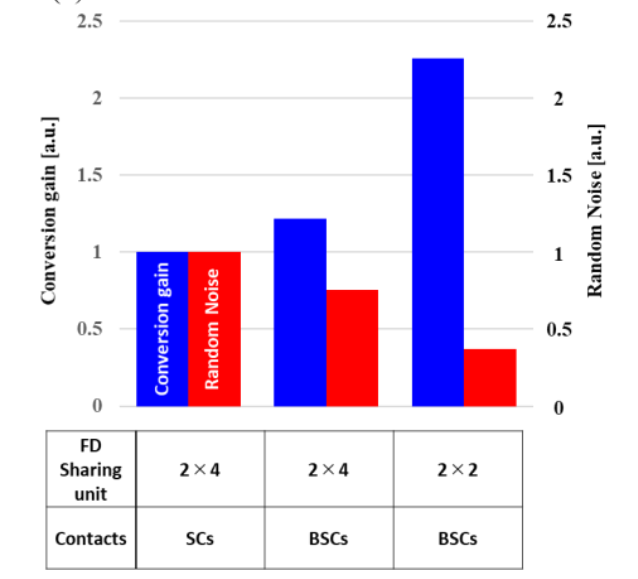 2.5
2
1.5
1
0.5
0
Conversion gain [a.u.]
2.5
2
1.5
1
0.5
0
Random Noise [a.u.]
Conversion gain
Random Noise
FD
Sharing
unit
2×4
2×4
2×2
Contacts
SCs
BSCs
BSCs